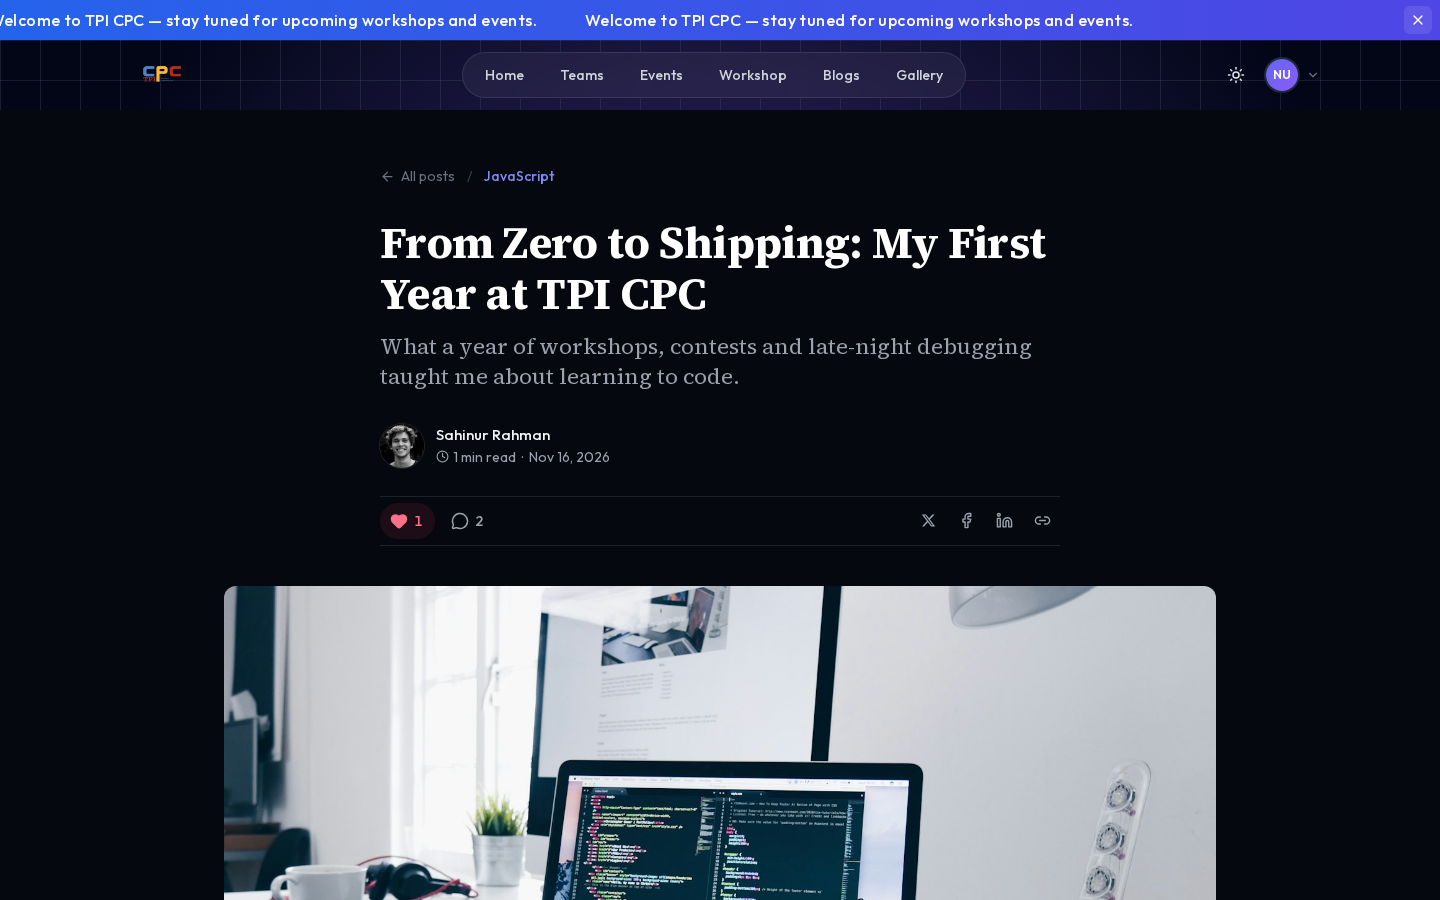 Welcome to TPI CPC — stay tuned for upcoming workshops and events. Welcome to TPI CPC — stay tuned for upcoming workshops and events.
CPC
Home Teams Events Workshop Blogs Gallery
NU
All posts / JavaScript
From Zero to Shipping: My First
Year at TPI CPC
What a year of workshops, contests and late-night debugging
taught me about learning to code.
Sahinur Rahman
1 min read · Nov 16, 2026
1 2